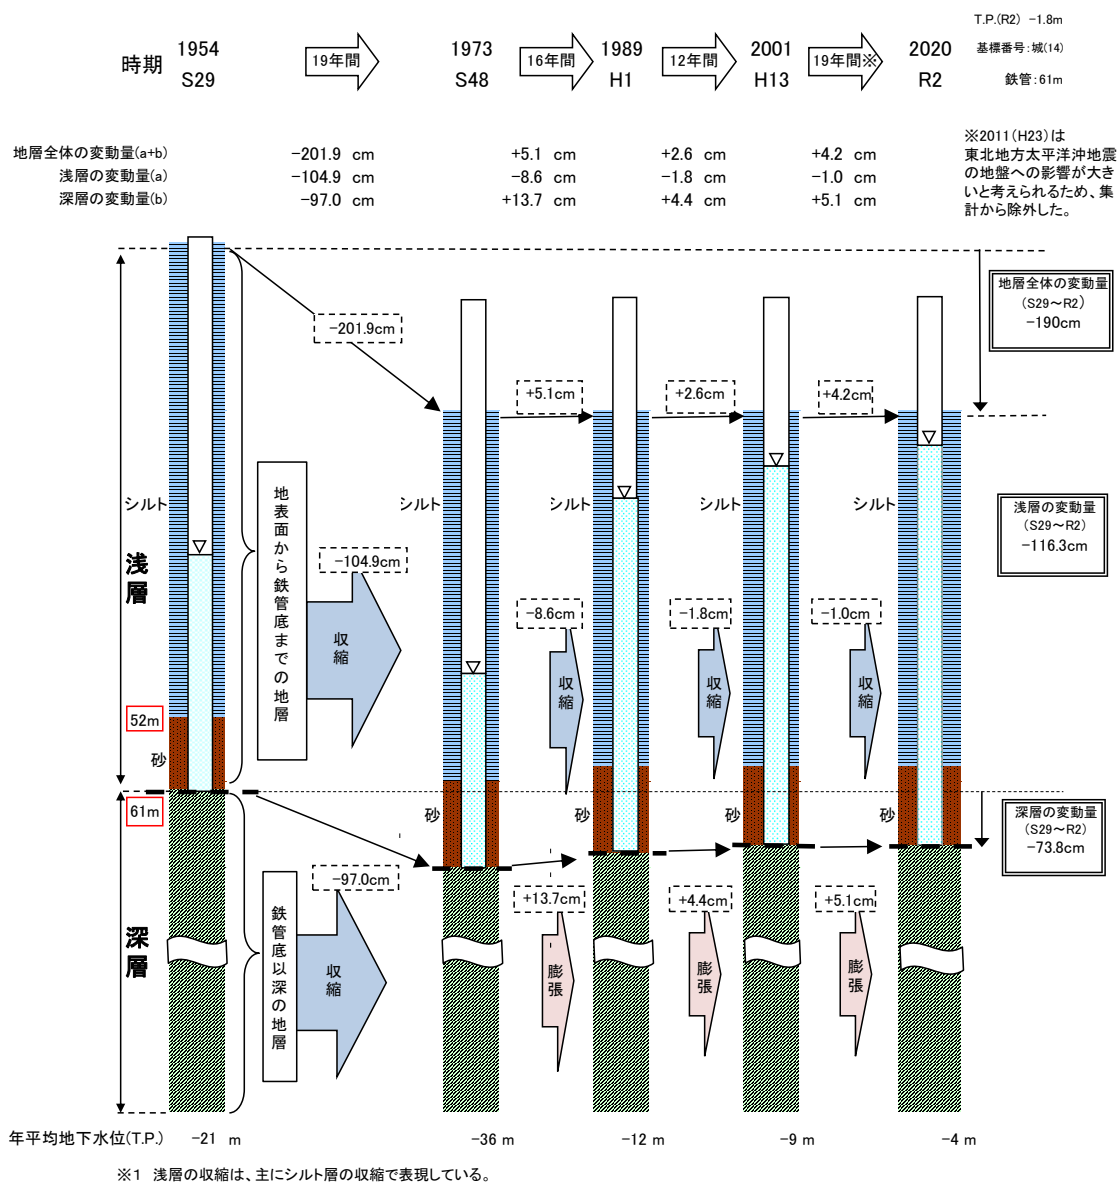 T.P.(R2) -1.8m
基標番号:城(14)
鉄管:61m
時期
1954
S29
19年間
1973
S48
16年間
1989
H1
12年間
2001
H13
19年間※
2020
R2
※2011(H23)は
東北地方太平洋沖地震
の地盤への影響が大き
いと考えられるため、集
計から除外した。
地層全体の変動量(a+b) -201.9 cm +5.1 cm +2.6 cm +4.2 cm
浅層の変動量(a) -104.9 cm -8.6 cm -1.8 cm -1.0 cm
深層の変動量(b) -97.0 cm +13.7 cm +4.4 cm +5.1 cm
地層全体の変動量
(S29~R2)
-190cm
-201.9cm
+5.1cm
+2.6cm
+4.2cm
シルト
シルト
シルト
シルト
シルト
浅層
地表面から鉄管底までの地層
浅層の変動量
(S29~R2)
-116.3cm
-104.9cm
収縮
-8.6cm
収縮
-1.8cm
収縮
-1.0cm
収縮
52m
砂
61m
砂
砂
砂
砂
深層の変動量
(S29~R2)
-73.8cm
深層
鉄管底以深の地層
-97.0cm
収縮
+13.7cm
膨張
+4.4cm
膨張
+5.1cm
膨張
年平均地下水位(T.P.) -21 m -36 m -12 m -9 m -4 m
※1 浅層の収縮は、主にシルト層の収縮で表現している。